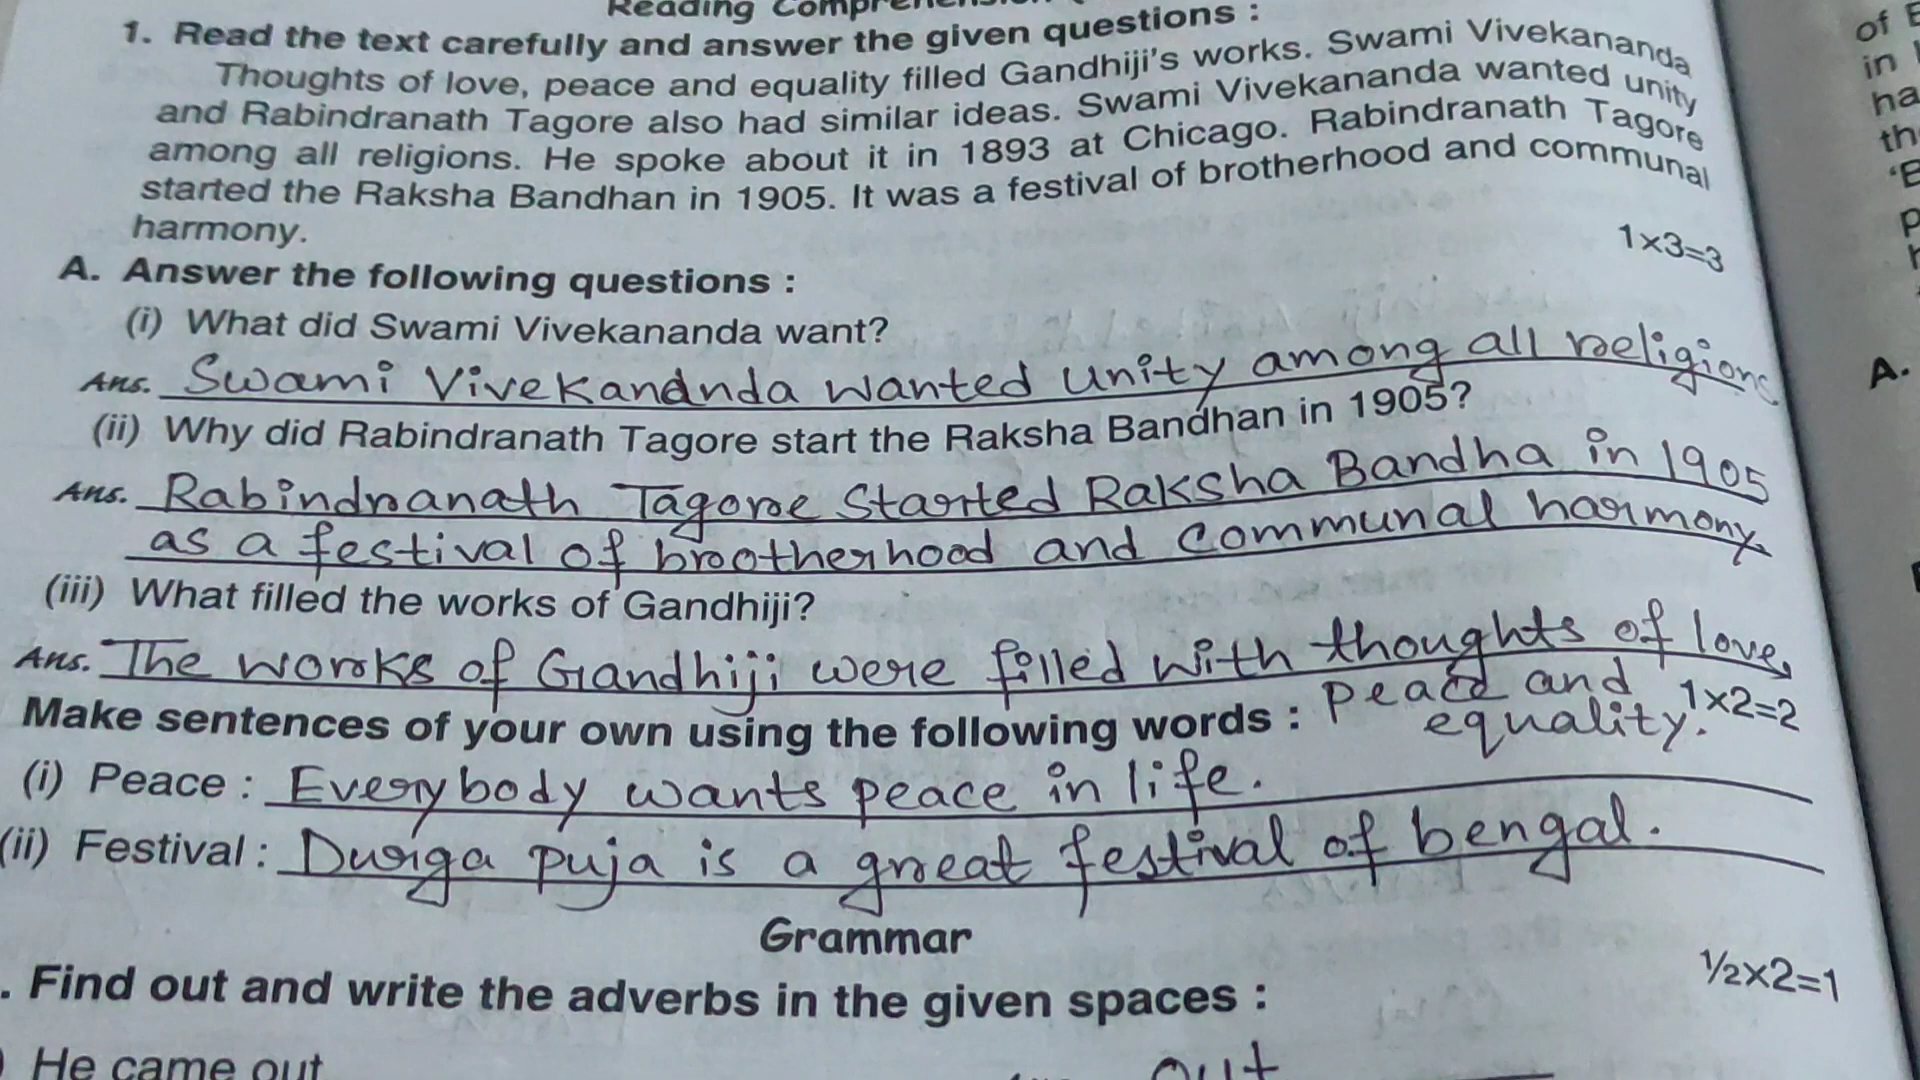 Reading Comprehension
1. Read the text carefully and answer the given questions :
Thoughts of love, peace and equality filled Gandhiji's works. Swami Vivekananda
and Rabindranath Tagore also had similar ideas. Swami Vivekananda wanted unity
among all religions. He spoke about it in 1893 at Chicago. Rabindranath Tagore
started the Raksha Bandhan in 1905. It was a festival of brotherhood and communal
harmony.
1×3=3
A. Answer the following questions :
(i) What did Swami Vivekananda want?
Ans. Swami Vivekananda wanted unity among all religions
(ii) Why did Rabindranath Tagore start the Raksha Bandhan in 1905?
Ans. Rabindranath Tagore Started Raksha Bandha in 1905
as a festival of brotherhood and communal harmony.
(iii) What filled the works of Gandhiji?
Ans. The works of Gandhiji were filled with thoughts of love,
Make sentences of your own using the following words : peace and 1×2=2
equality.
(i) Peace : Everybody wants peace in life.
(ii) Festival : Durga puja is a great festival of bengal.
Grammar
. Find out and write the adverbs in the given spaces : ½×2=1
He came out
out
of
in
ha
th
A.